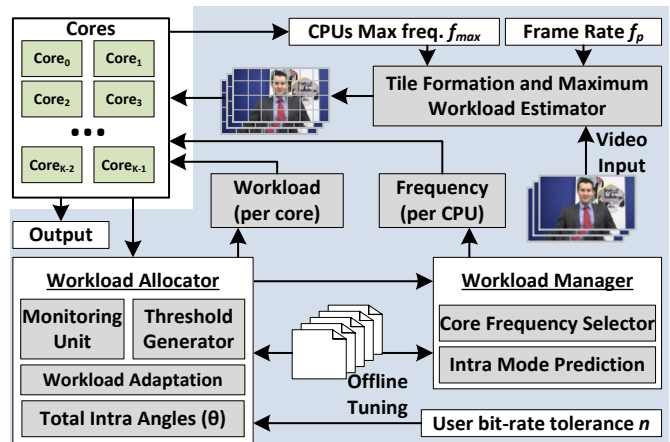 Cores
Core0 Core1
Core2 Core3
...
CoreK-2 CoreK-1
CPUs Max freq. fmax
Frame Rate fp
Tile Formation and Maximum
Workload Estimator
Video
Input
Workload
(per core)
Frequency
(per CPU)
Output
Workload Allocator
Monitoring
Unit
Threshold
Generator
Workload Adaptation
Total Intra Angles (θ)
Offline
Tuning
Workload Manager
Core Frequency Selector
Intra Mode Prediction
User bit-rate tolerance n